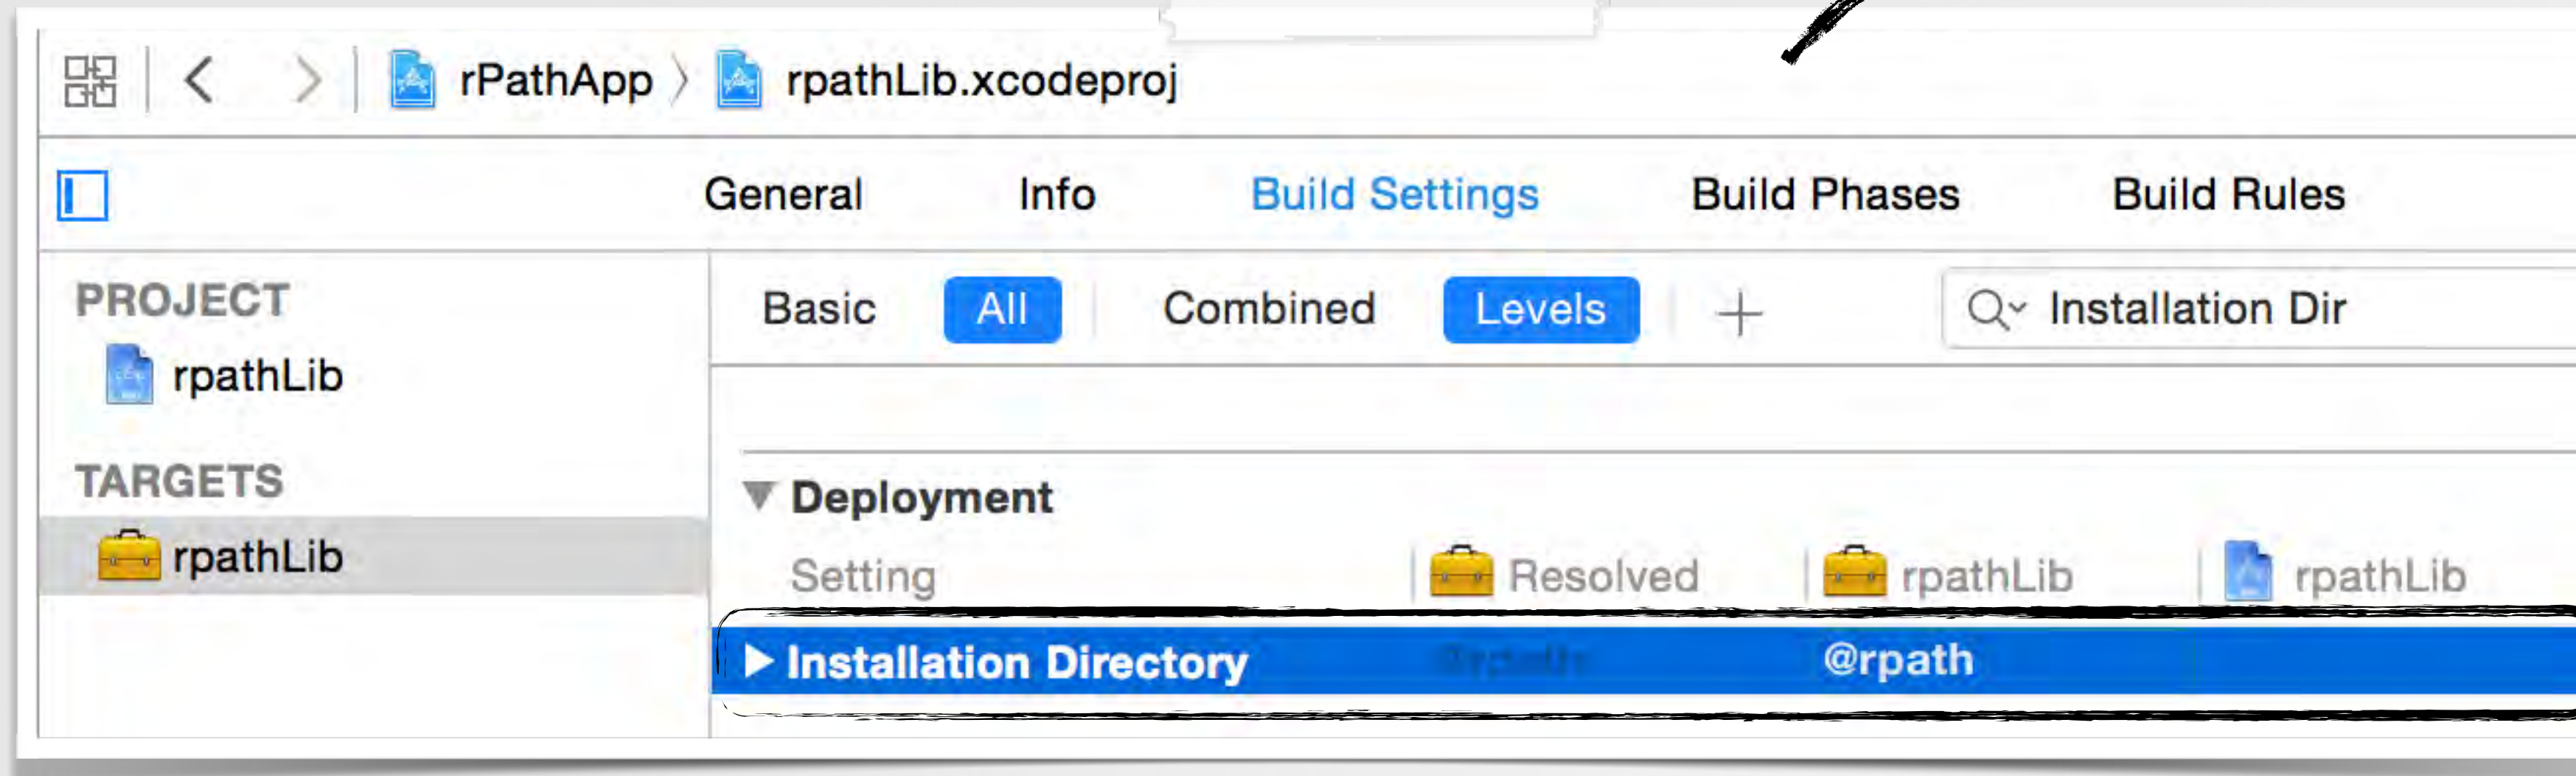 rPathApp rpathLib.xcodeproj
General Info Build Settings Build Phases Build Rules
PROJECT
rpathLib
TARGETS
rpathLib
Basic All Combined Levels + Installation Dir
Deployment
Setting Resolved rpathLib rpathLib
Installation Directory @rpath